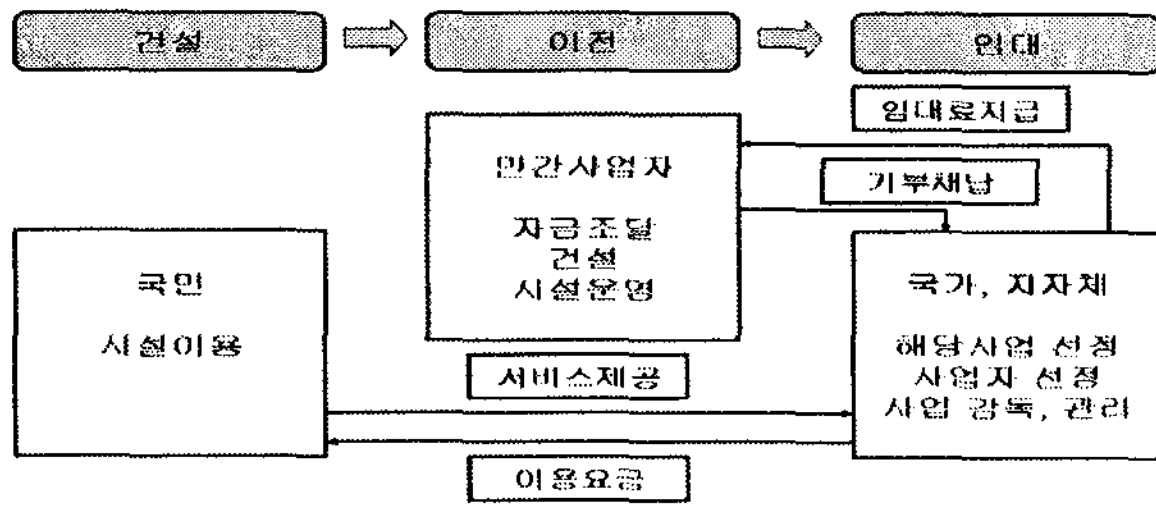 건설
이전
임대
임대료지급
민간사업자
기부채납
자금조달
건설
시설운영
국민
시설이용
국가, 지자체
해당사업 선정
사업자 선정
사업 감독, 관리
서비스제공
이용요금